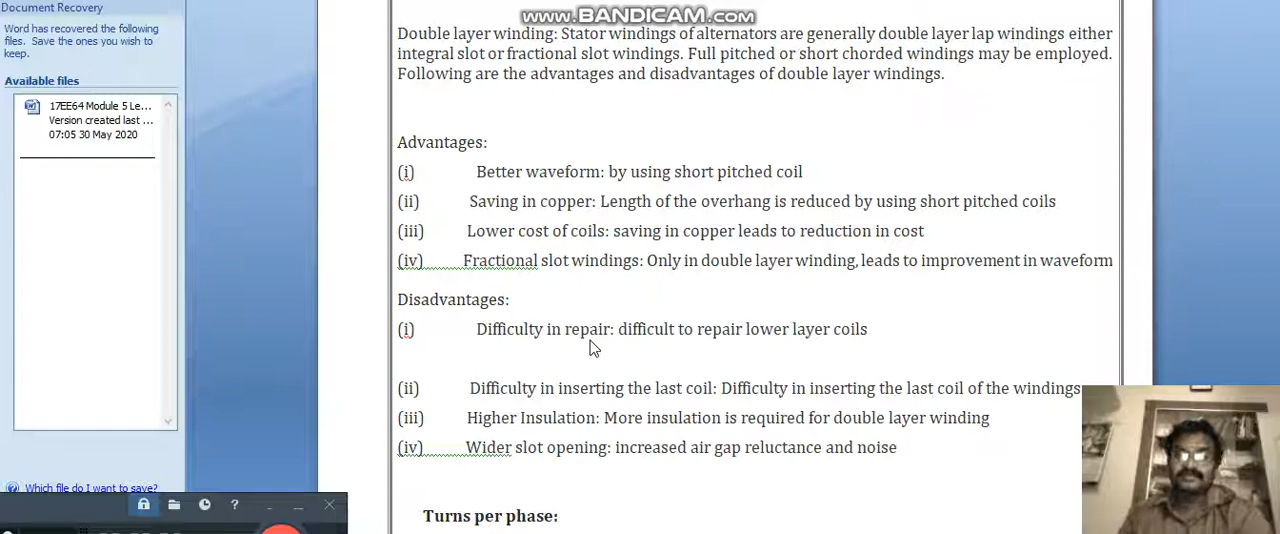 www.BANDICAM.com
Document Recovery
Word has recovered the following
files. Save the ones you wish to
keep.
Available files
17EE64 Module 5 Le...
Version created last ...
07:05 30 May 2020
Which file do I want to save?
Double layer winding: Stator windings of alternators are generally double layer lap windings either
integral slot or fractional slot windings. Full pitched or short chorded windings may be employed.
Following are the advantages and disadvantages of double layer windings.
Advantages:
(i) Better waveform: by using short pitched coil
(ii) Saving in copper: Length of the overhang is reduced by using short pitched coils
(iii) Lower cost of coils: saving in copper leads to reduction in cost
(iv) Fractional slot windings: Only in double layer winding, leads to improvement in waveform
Disadvantages:
(i) Difficulty in repair: difficult to repair lower layer coils
(ii) Difficulty in inserting the last coil: Difficulty in inserting the last coil of the windings
(iii) Higher Insulation: More insulation is required for double layer winding
(iv) Wider slot opening: increased air gap reluctance and noise
Turns per phase: